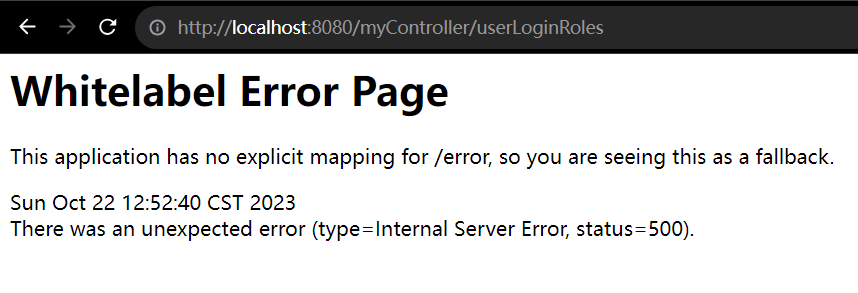 http://localhost:8080/myController/userLoginRoles
Whitelabel Error Page
This application has no explicit mapping for /error, so you are seeing this as a fallback.
Sun Oct 22 12:52:40 CST 2023
There was an unexpected error (type=Internal Server Error, status=500).